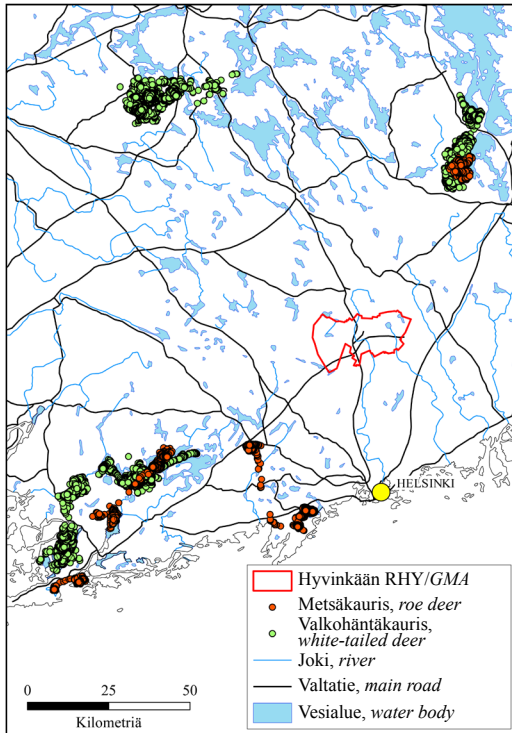 HELSINKI
Hyvinkään RHY/GMA
Metsäkauris, roe deer
Valkohäntäkauris,
white-tailed deer
Joki, river
Valtatie, main road
Vesialue, water body
0 25 50
Kilometriä